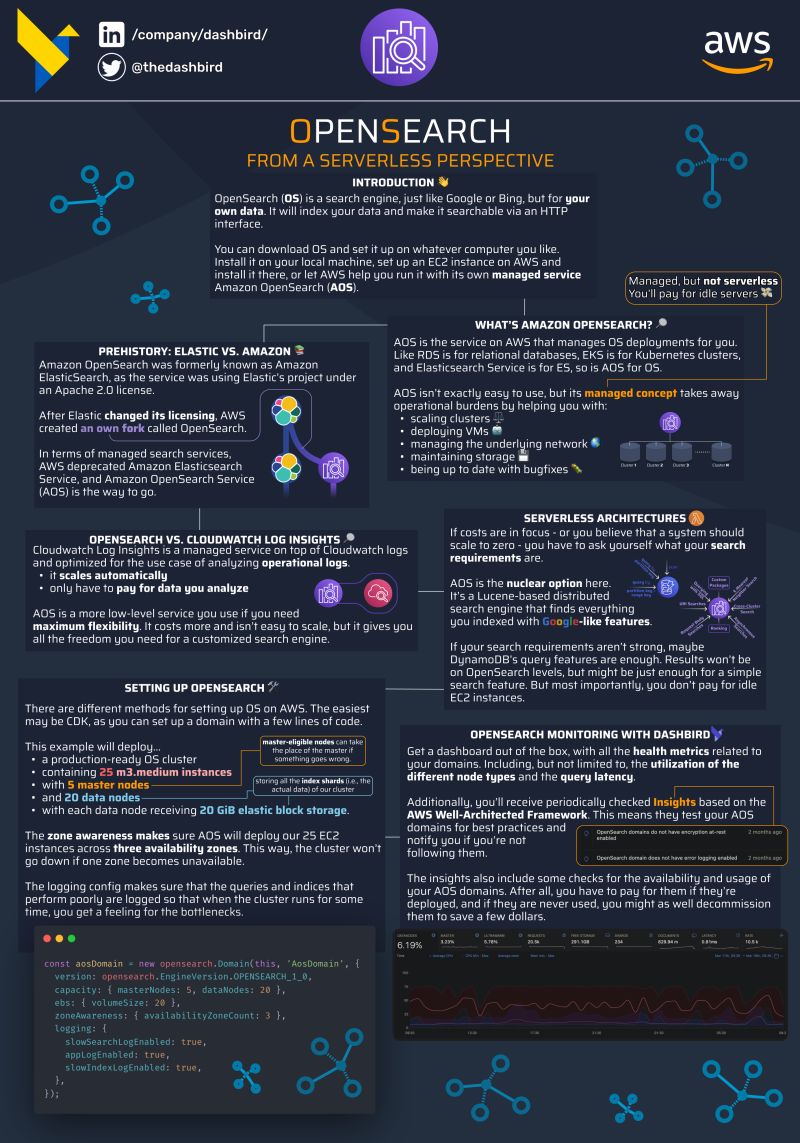 /company/dashbird/
@thedashbird
aws
OPENSEARCH
FROM A SERVERLESS PERSPECTIVE
INTRODUCTION 👋
OpenSearch (OS) is a search engine, just like Google or Bing, but for your
own data. It will index your data and make it searchable via an HTTP
interface.
You can download OS and set it up on whatever computer you like.
Install it on your local machine, set up an EC2 instance on AWS and
install it there, or let AWS help you run it with its own managed service
Amazon OpenSearch (AOS).
Managed, but not serverless
You'll pay for idle servers 💸
PREHISTORY: ELASTIC VS. AMAZON 📚
Amazon OpenSearch was formerly known as Amazon
ElasticSearch, as the service was using Elastic's project under
an Apache 2.0 license.
After Elastic changed its licensing, AWS
created an own fork called OpenSearch.
In terms of managed search services,
AWS deprecated Amazon Elasticsearch
Service, and Amazon OpenSearch Service
(AOS) is the way to go.
WHAT'S AMAZON OPENSEARCH? 🔎
AOS is the service on AWS that manages OS deployments for you.
Like RDS is for relational databases, EKS is for Kubernetes clusters,
and Elasticsearch Service is for ES, so is AOS for OS.
AOS isn't exactly easy to use, but its managed concept takes away
operational burdens by helping you with:
• scaling clusters ⚖️
• deploying VMs
• managing the underlying network 🌎
• maintaining storage 💾
• being up to date with bugfixes 🐛
Cluster 1
Cluster 2
Cluster 3
Cluster N
OPENSEARCH VS. CLOUDWATCH LOG INSIGHTS 🔎
Cloudwatch Log Insights is a managed service on top of Cloudwatch logs
and optimized for the use case of analyzing operational logs.
• it scales automatically
• only have to pay for data you analyze
AOS is a more low-level service you use if you need
maximum flexibility. It costs more and isn't easy to scale, but it gives you
all the freedom you need for a customized search engine.
SERVERLESS ARCHITECTURES
If costs are in focus - or you believe that a system should
scale to zero - you have to ask yourself what your search
requirements are.
AOS is the nuclear option here.
It's a Lucene-based distributed
search engine that finds everything
you indexed with Google-like features.
If your search requirements aren't strong, maybe
DynamoDB's query features are enough. Results won't be
on OpenSearch levels, but might be just enough for a simple
search feature. But most importantly, you don't pay for idle
EC2 instances.
query by
partition key
range key
Custom
Packages
URI Searches
Cross-Cluster
Search
Ranking
SETTING UP OPENSEARCH 🛠️
There are different methods for setting up OS on AWS. The easiest
may be CDK, as you can set up a domain with a few lines of code.
This example will deploy...
• a production-ready OS cluster
• containing 25 m3.medium instances
• with 5 master nodes
• and 20 data nodes
• with each data node receiving 20 GiB elastic block storage.
master-eligible nodes can take
the place of the master if
something goes wrong.
storing all the index shards (i.e., the
actual data) of our cluster
The zone awareness makes sure AOS will deploy our 25 EC2
instances across three availability zones. This way, the cluster won't
go down if one zone becomes unavailable.
The logging config makes sure that the queries and indices that
perform poorly are logged so that when the cluster runs for some
time, you get a feeling for the bottlenecks.
const aosDomain = new opensearch.Domain(this, 'AosDomain', {
version: opensearch.EngineVersion.OPENSEARCH_1_0,
capacity: { masterNodes: 5, dataNodes: 20 },
ebs: { volumeSize: 20 },
zoneAwareness: { availabilityZoneCount: 3 },
logging: {
slowSearchLogEnabled: true,
appLogEnabled: true,
slowIndexLogEnabled: true,
},
});
OPENSEARCH MONITORING WITH DASHBIRD
Get a dashboard out of the box, with all the health metrics related to
your domains. Including, but not limited to, the utilization of the
different node types and the query latency.
Additionally, you'll receive periodically checked Insights based on the
AWS Well-Architected Framework. This means they test your AOS
domains for best practices and
notify you if you're not
following them.
OpenSearch domains do not have encryption at-rest
enabled
2 months ago
OpenSearch domain does not have error logging enabled
2 months ago
The insights also include some checks for the availability and usage of
your AOS domains. After all, you have to pay for them if they're
deployed, and if they are never used, you might as well decommission
them to save a few dollars.
MASTER
ULTRAWARM
REQUESTS
FREE STORAGE
SHARDS
DOCUMENTS
LATENCY
RATE
6.19%
3.23%
5.78%
20.5k
291.1GB
234
829.94 m
0.81ms
10.5 k